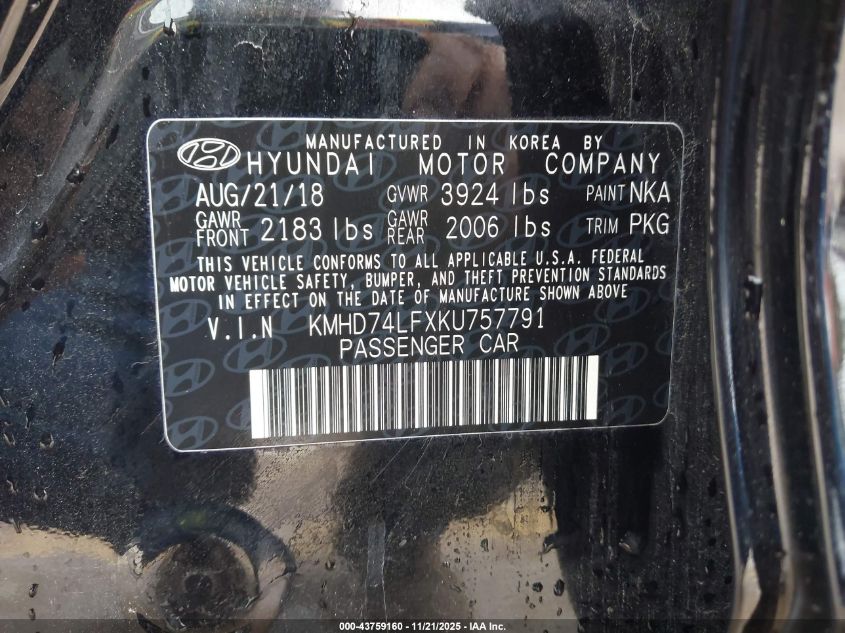 MANUFACTURED IN KOREA BY
HYUNDAI MOTOR COMPANY
AUG/21/18 GVWR 3924 lbs PAINT NKA
GAWR FRONT 2183 lbs GAWR REAR 2006 lbs TRIM PKG
THIS VEHICLE CONFORMS TO ALL APPLICABLE U.S.A. FEDERAL
MOTOR VEHICLE SAFETY, BUMPER, AND THEFT PREVENTION STANDARDS
IN EFFECT ON THE DATE OF MANUFACTURE SHOWN ABOVE
V.I.N KMHD74LFXKU757791
PASSENGER CAR
000-43759160 - 11/21/2025 - IAA Inc.